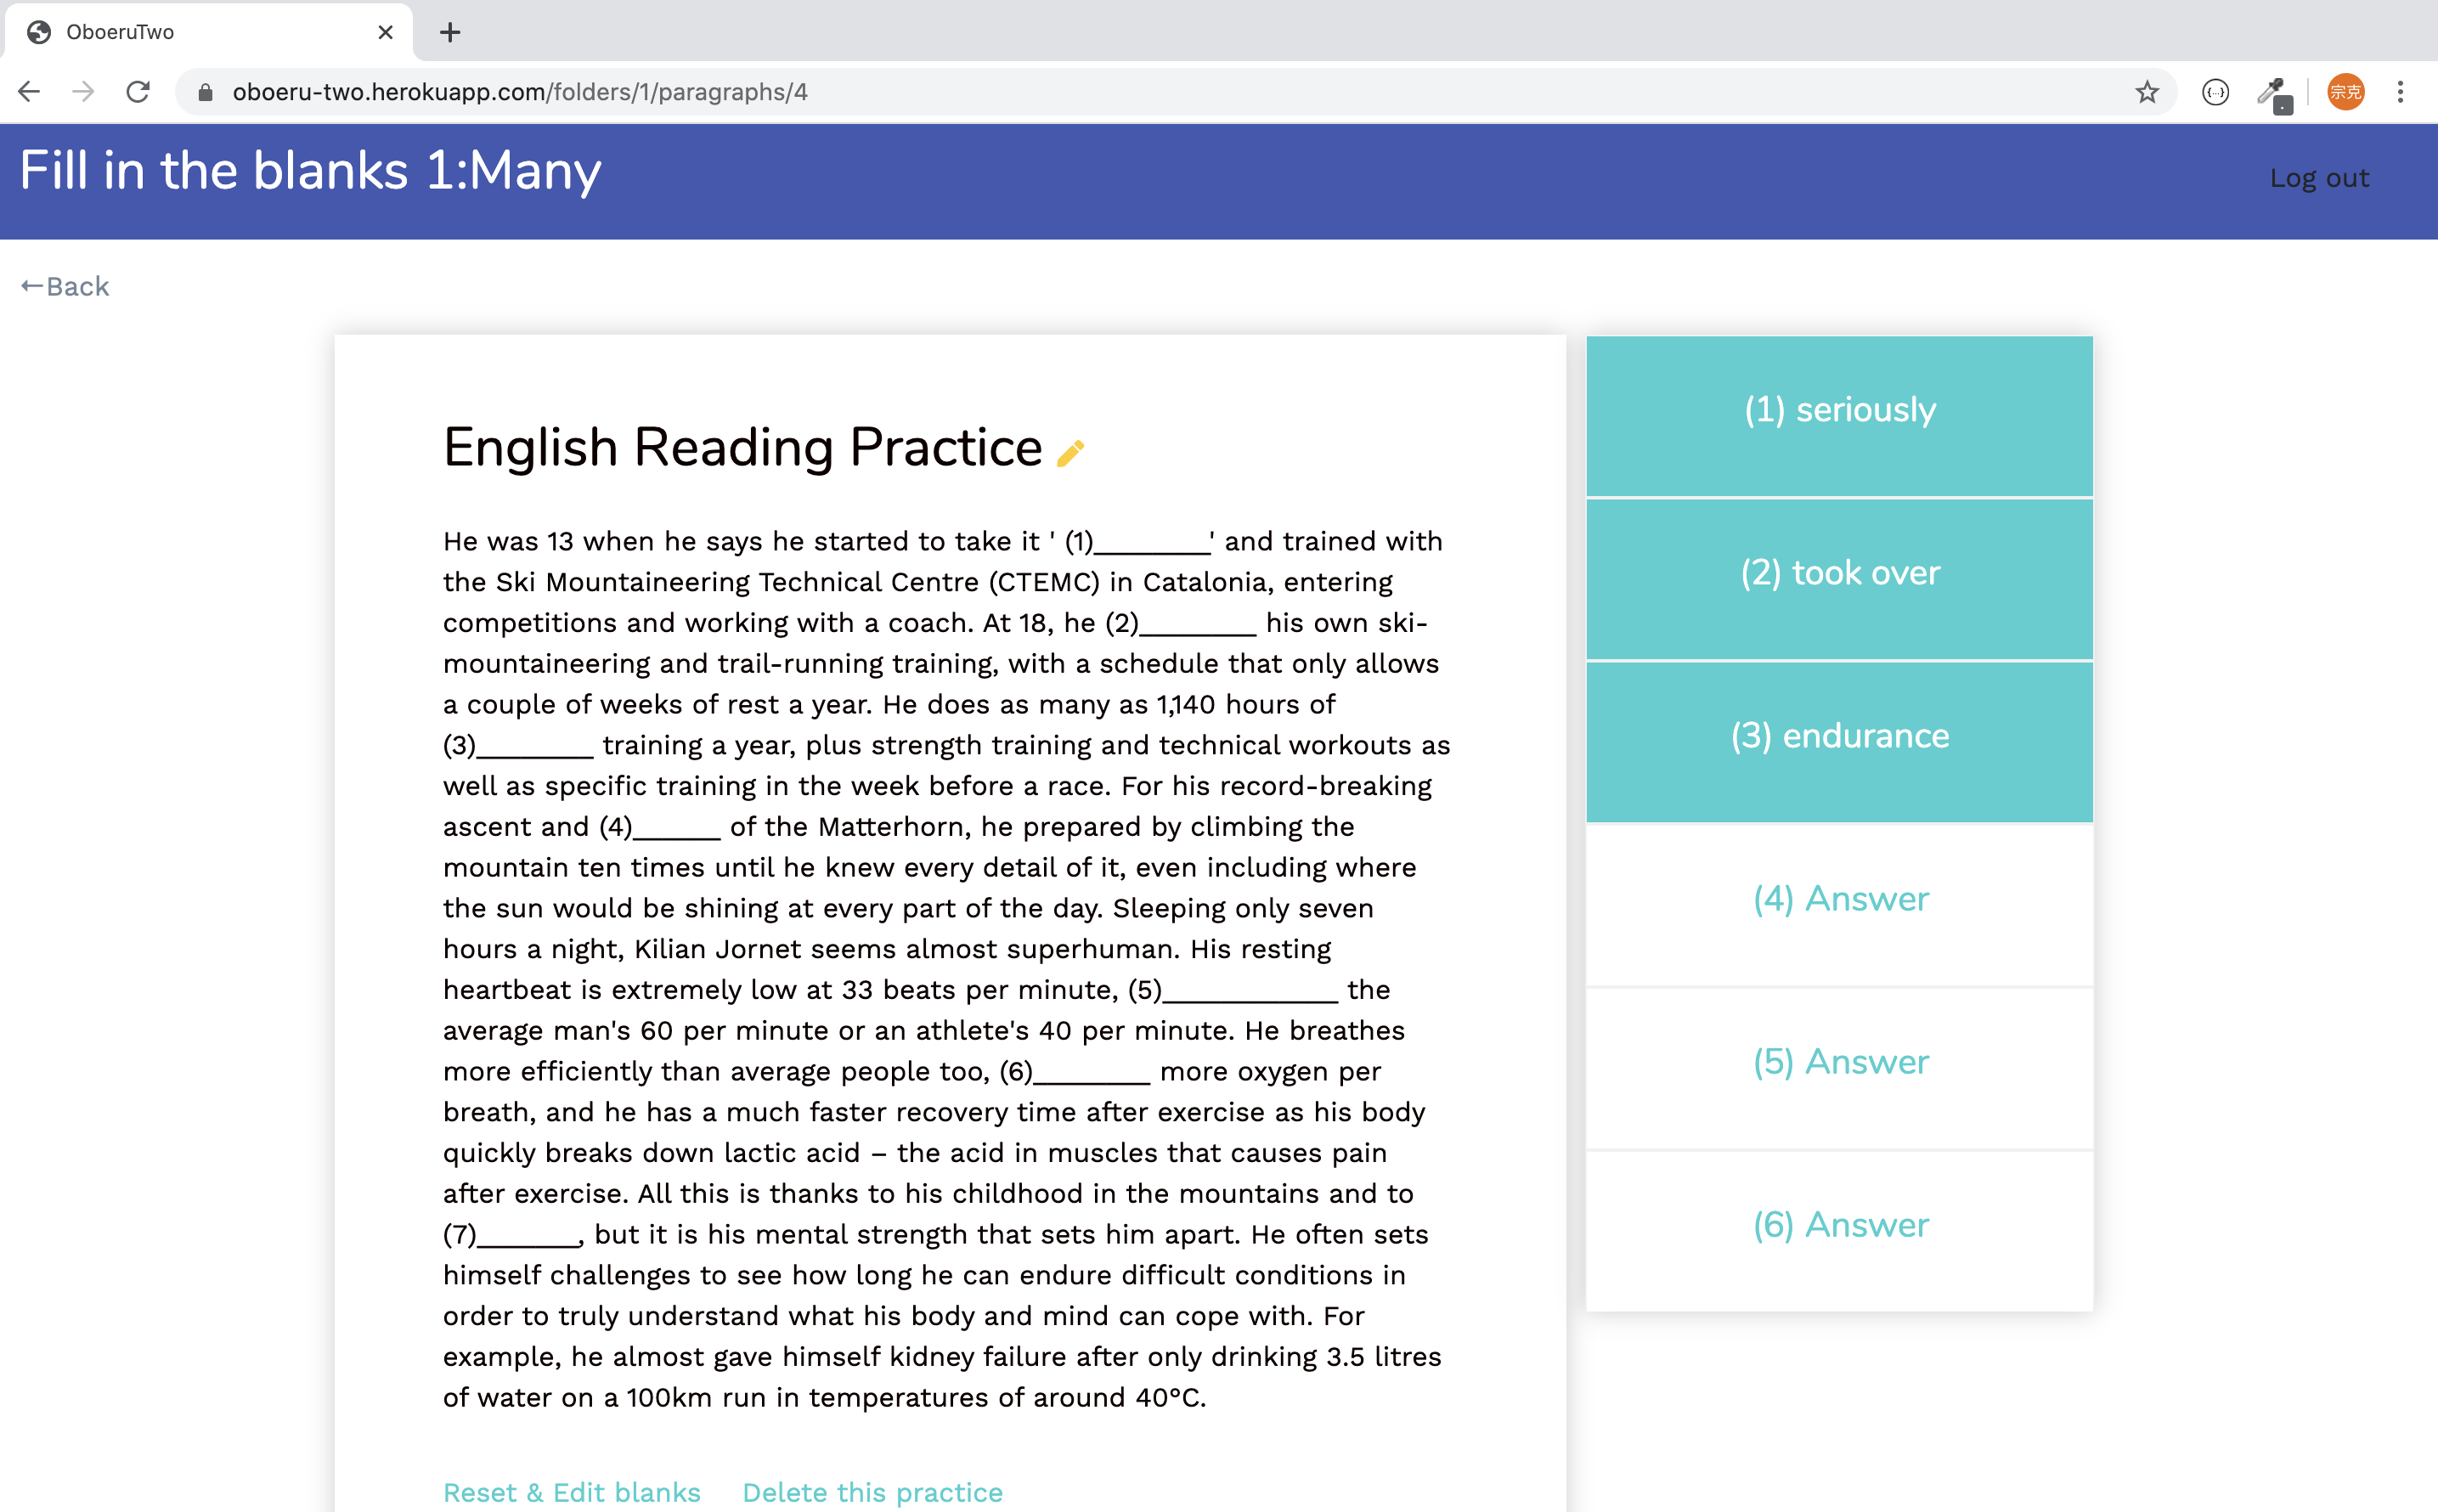 OboeruTwo
oboeru-two.herokuapp.com/folders/1/paragraphs/4
宗克
Fill in the blanks 1:Many
Log out
←Back
English Reading Practice
He was 13 when he says he started to take it ' (1)________' and trained with
the Ski Mountaineering Technical Centre (CTEMC) in Catalonia, entering
competitions and working with a coach. At 18, he (2)________ his own ski-
mountaineering and trail-running training, with a schedule that only allows
a couple of weeks of rest a year. He does as many as 1,140 hours of
(3)________ training a year, plus strength training and technical workouts as
well as specific training in the week before a race. For his record-breaking
ascent and (4)______ of the Matterhorn, he prepared by climbing the
mountain ten times until he knew every detail of it, even including where
the sun would be shining at every part of the day. Sleeping only seven
hours a night, Kilian Jornet seems almost superhuman. His resting
heartbeat is extremely low at 33 beats per minute, (5)____________ the
average man's 60 per minute or an athlete's 40 per minute. He breathes
more efficiently than average people too, (6)________ more oxygen per
breath, and he has a much faster recovery time after exercise as his body
quickly breaks down lactic acid – the acid in muscles that causes pain
after exercise. All this is thanks to his childhood in the mountains and to
(7)_______, but it is his mental strength that sets him apart. He often sets
himself challenges to see how long he can endure difficult conditions in
order to truly understand what his body and mind can cope with. For
example, he almost gave himself kidney failure after only drinking 3.5 litres
of water on a 100km run in temperatures of around 40°C.
Reset & Edit blanks Delete this practice
(1) seriously
(2) took over
(3) endurance
(4) Answer
(5) Answer
(6) Answer